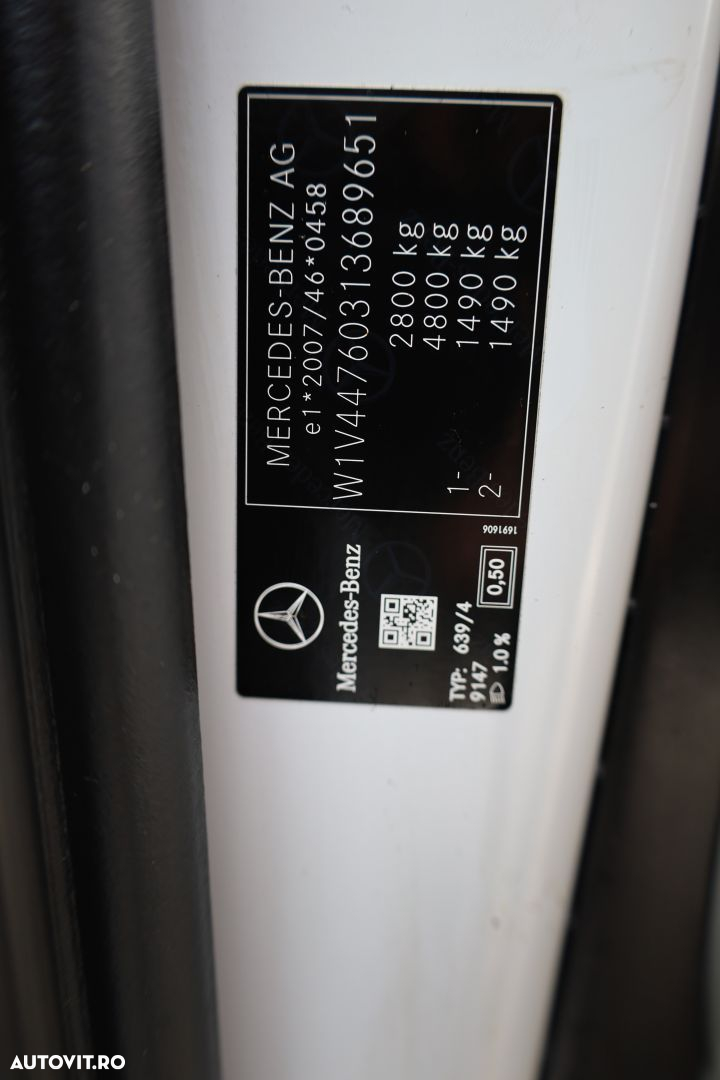 MERCEDES-BENZ AG
e1*2007/46*0458
W1V44760313689651
2800 kg
4800 kg
1- 1490 kg
2- 1490 kg
Mercedes-Benz
1691606
TYP: 639/4
9147
0,50
1.0 %
AUTOVIT.RO